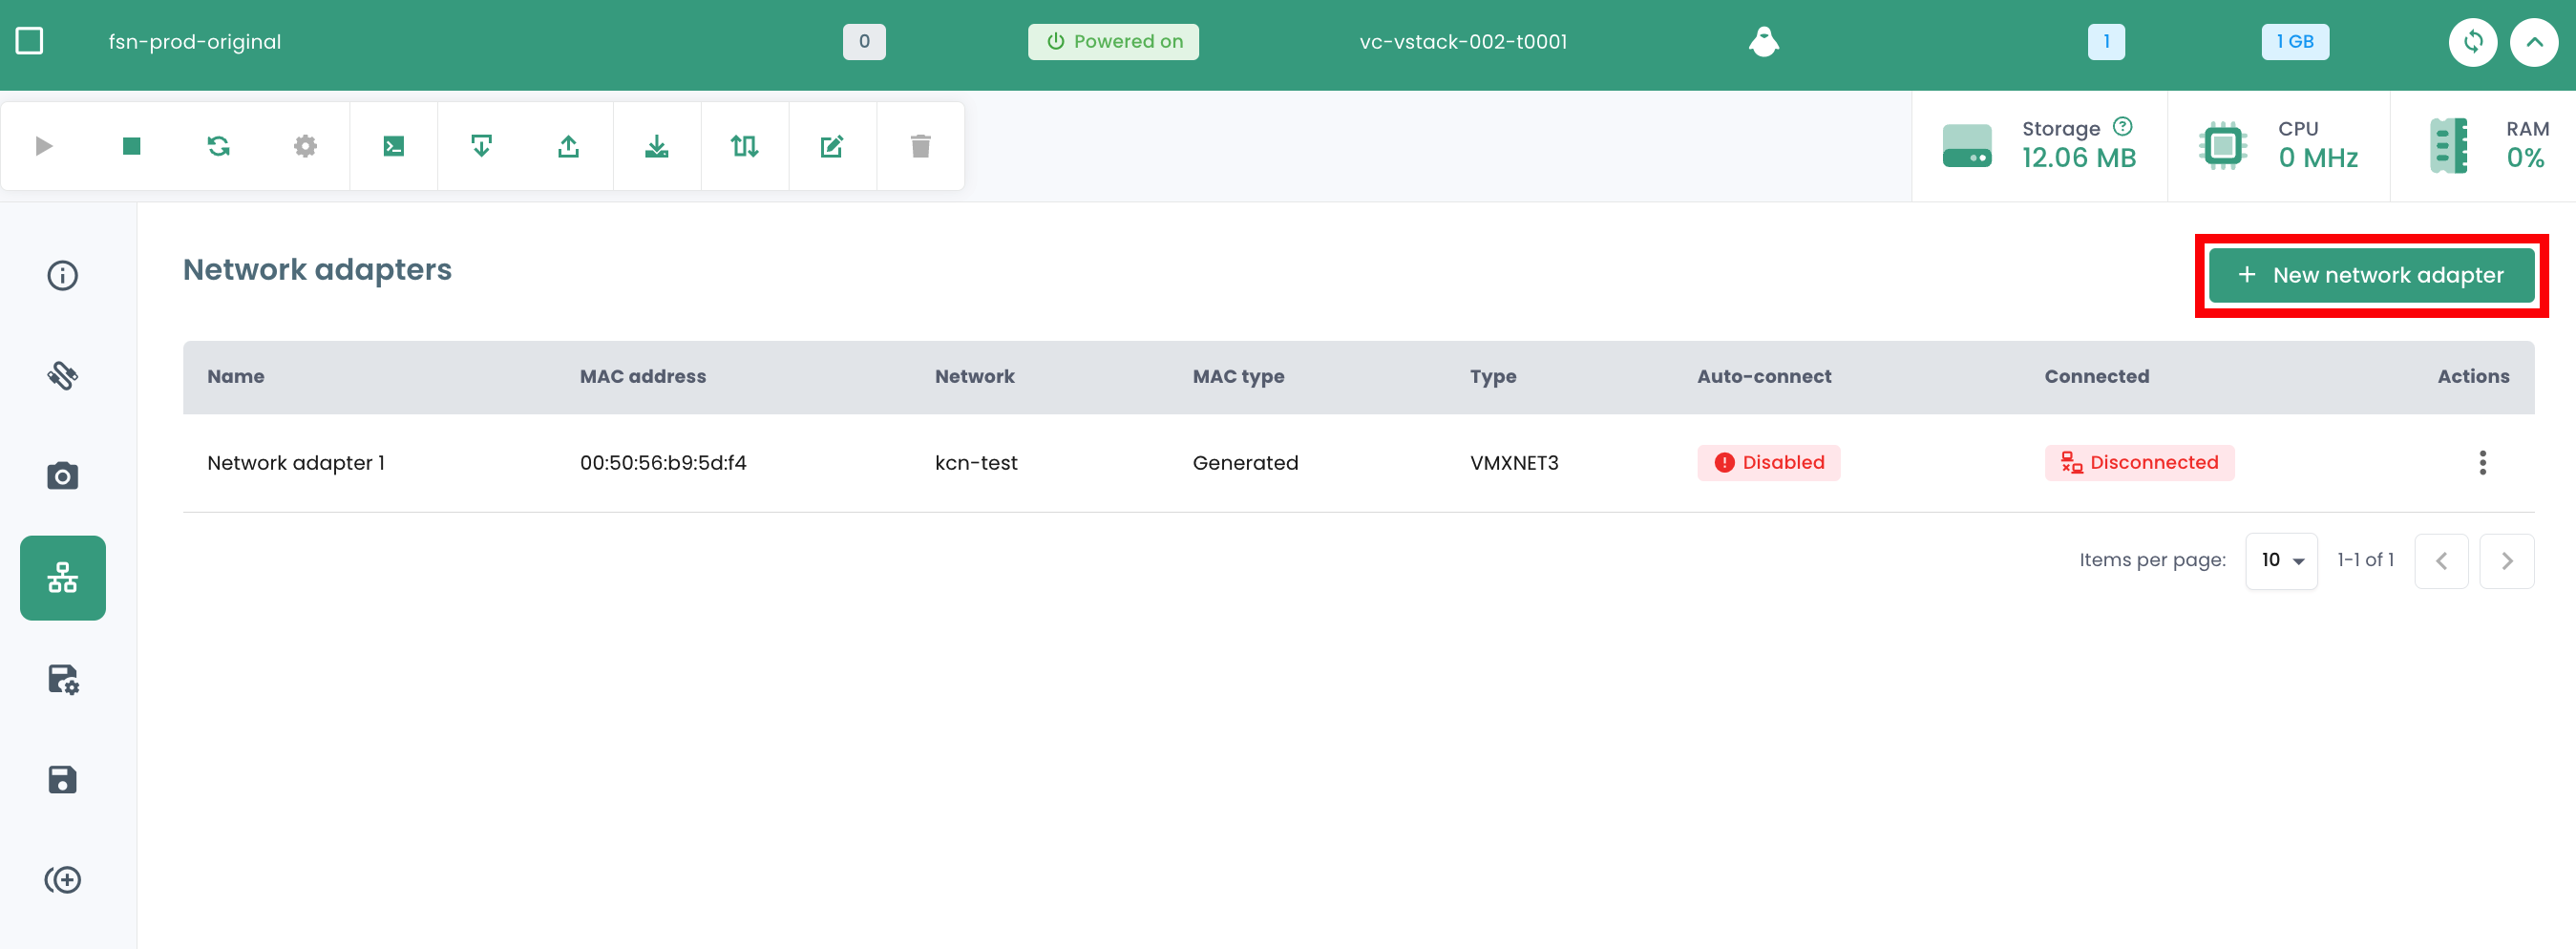 fsn-prod-original 0 Powered on vc-vstack-002-t0001 1 1 GB
Storage CPU RAM
12.06 MB 0 MHz 0%
Network adapters
+ New network adapter
Name MAC address Network MAC type Type Auto-connect Connected Actions
Network adapter 1 00:50:56:b9:5d:f4 kcn-test Generated VMXNET3 Disabled Disconnected
Items per page: 10 1-1 of 1